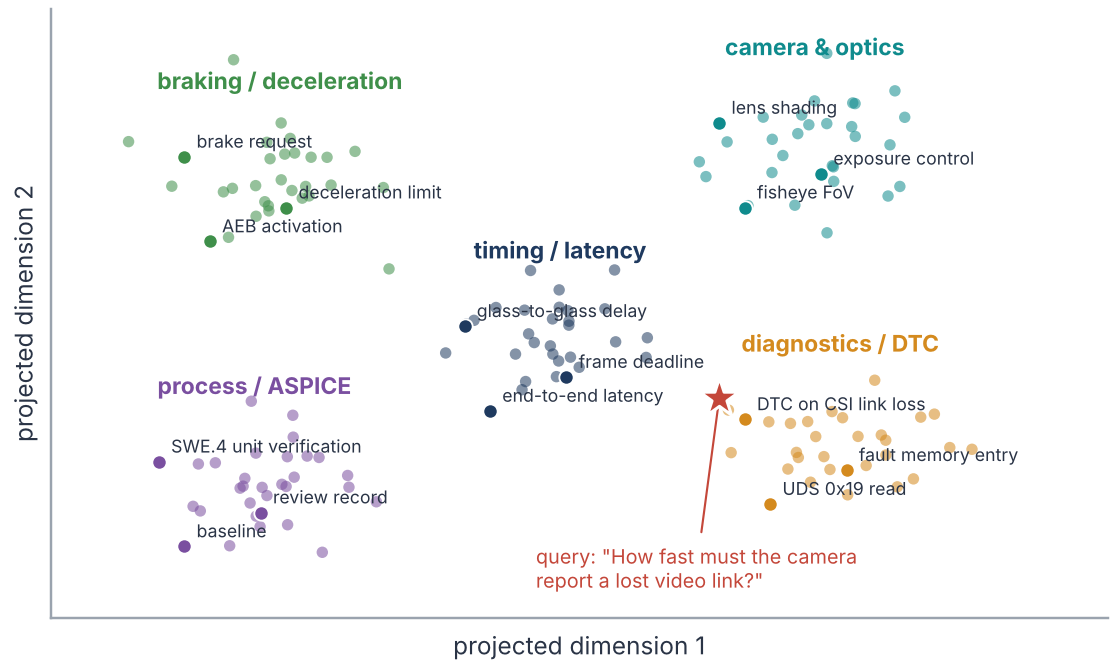 camera & optics
braking / deceleration
lens shading
brake request
exposure control
deceleration limit
fisheye FoV
AEB activation
timing / latency
glass-to-glass delay
diagnostics / DTC
frame deadline
process / ASPICE
end-to-end latency
DTC on CSI link loss
SWE.4 unit verification
fault memory entry
UDS 0x19 read
review record
baseline
query: "How fast must the camera
report a lost video link?"
projected dimension 1
projected dimension 2